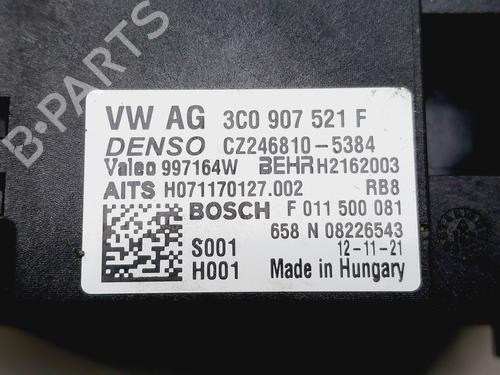 VW AG 3C0 907 521 F
DENSO CZ246810-5384
Valeo 997164W BEHR H2162003
AITS H071170127.002 RB8
BOSCH F 011 500 081
658 N 08226543
S001 12-11-21
H001 Made in Hungary
B-PARTS